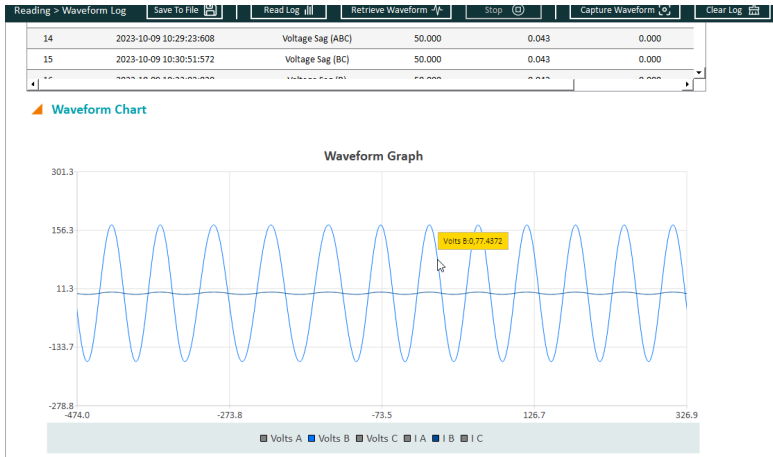 Reading > Waveform Log Save To File Read Log Retrieve Waveform Stop Capture Waveform Clear Log
14 2023-10-09 10:29:23:608 Voltage Sag (ABC) 50.000 0.043 0.000
15 2023-10-09 10:30:51:572 Voltage Sag (BC) 50.000 0.043 0.000
Waveform Chart
Waveform Graph
301.3
156.3
Volts B:0,77.4372
11.3
-133.7
-278.8
-474.0 -273.8 -73.5 126.7 326.9
Volts A Volts B Volts C I A I B I C